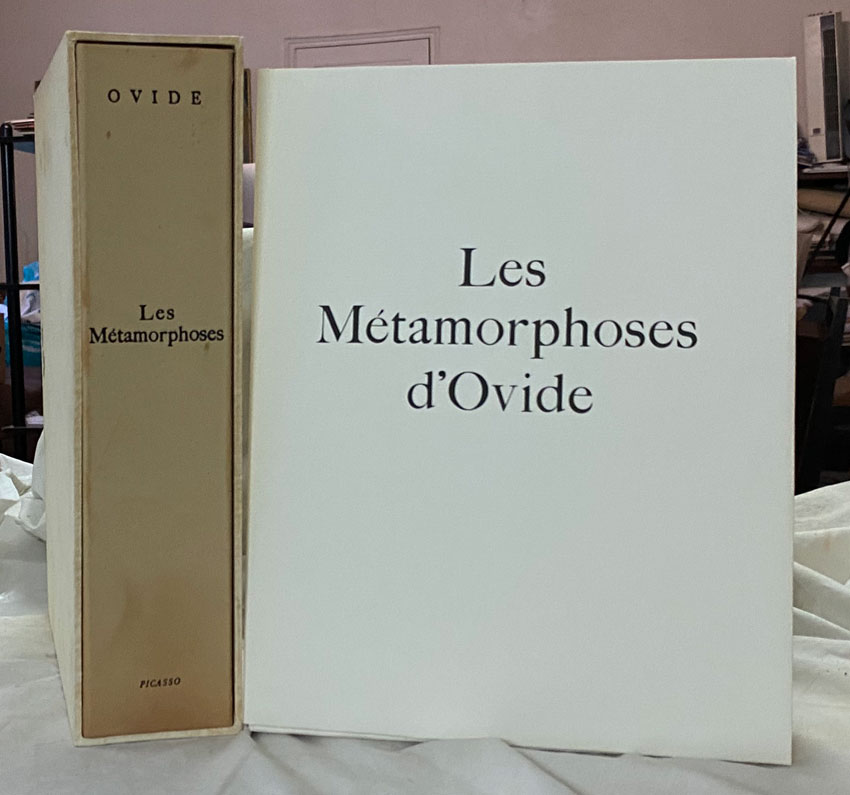 OVIDE
Les
Métamorphoses
PICASSO
Les
Métamorphoses
d'Ovide